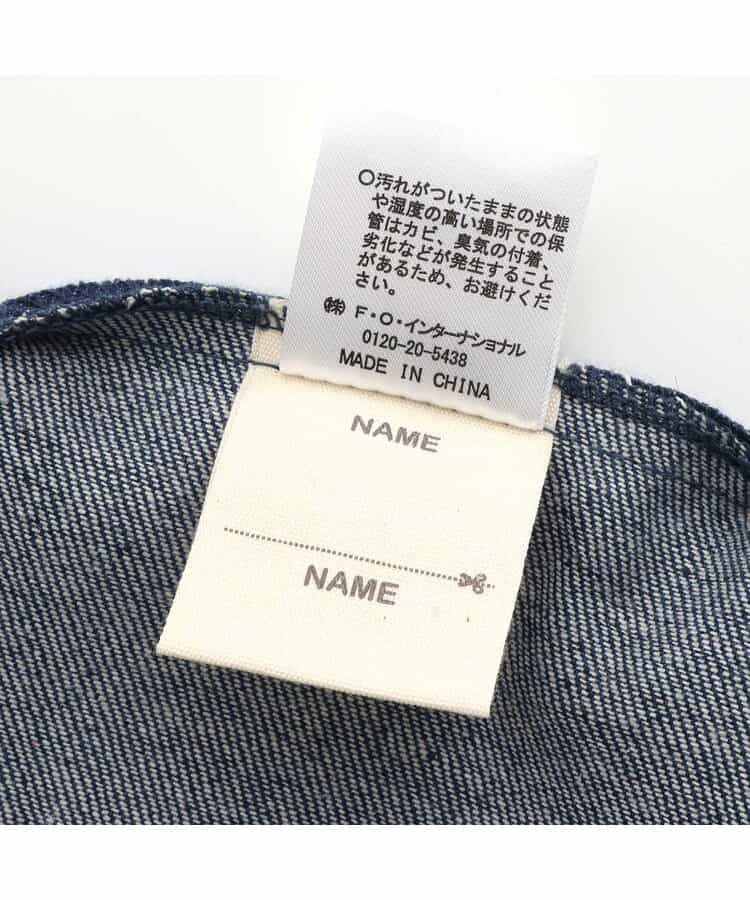 ○汚れがついたままの状態
や湿度の高い場所での保
管はカビ、臭気の付着、
劣化などが発生すること
があるため、お避けくだ
さい。
㈱ F・O・インターナショナル
0120-20-5438
MADE IN CHINA
NAME
NAME